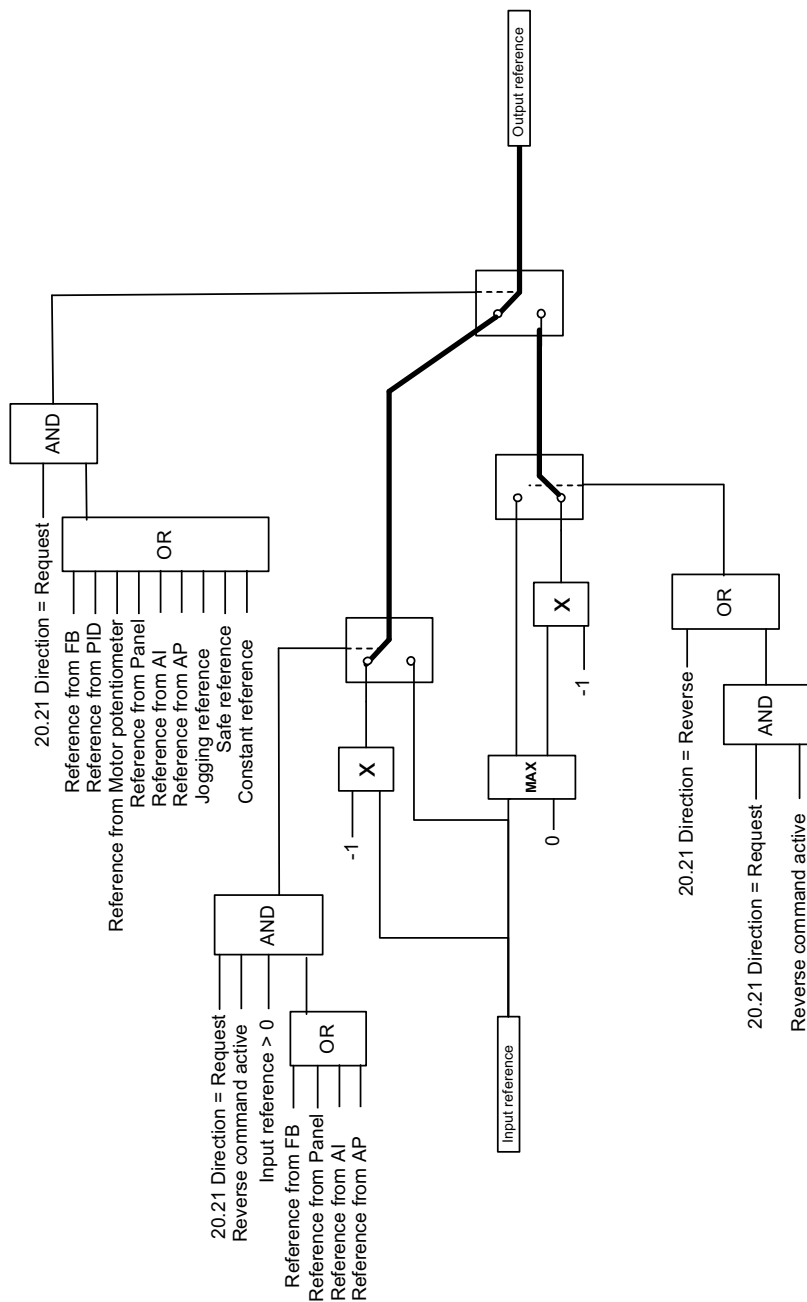 20.21 Direction = Request
Reverse command active
Input reference > 0
Reference from FB
Reference from Panel
Reference from AI
Reference from AP
OR
AND
-1
X
20.21 Direction = Request
Reference from FB
Reference from PID
Reference from Motor potentiometer
Reference from Panel
Reference from AI
Reference from AP
Jogging reference
Safe reference
Constant reference
OR
AND
Input reference
0
MAX
-1
X
20.21 Direction = Reverse
20.21 Direction = Request
Reverse command active
AND
OR
Output reference